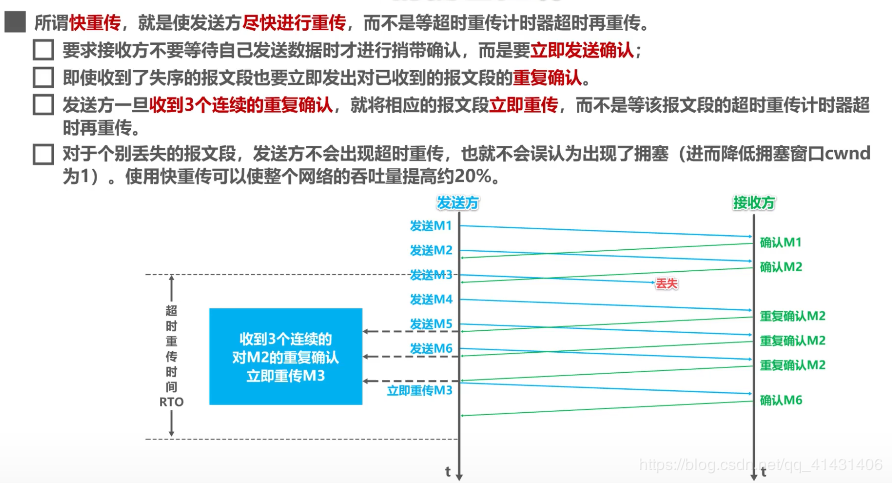 所谓快重传，就是使发送方尽快进行重传，而不是等超时重传计时器超时再重传。
要求接收方不要等待自己发送数据时才进行捎带确认，而是要立即发送确认；
即使收到了失序的报文段也要立即发出对已收到的报文段的重复确认。
发送方一旦收到3个连续的重复确认，就将相应的报文段立即重传，而不是等该报文段的超时重传计时器超
时再重传。
对于个别丢失的报文段，发送方不会出现超时重传，也就不会误认为出现了拥塞（进而降低拥塞窗口cwnd
为1）。使用快重传可以使整个网络的吞吐量提高约20%。
发送方
接收方
发送M1
确认M1
发送M2
确认M2
发送M3
丢失
发送M4
重复确认M2
发送M5
重复确认M2
发送M6
重复确认M2
立即重传M3
确认M6
超时重传时间
RTO
收到3个连续的
对M2的重复确认
立即重传M3
t
t
https://blog.csdn.net/qq_41431406